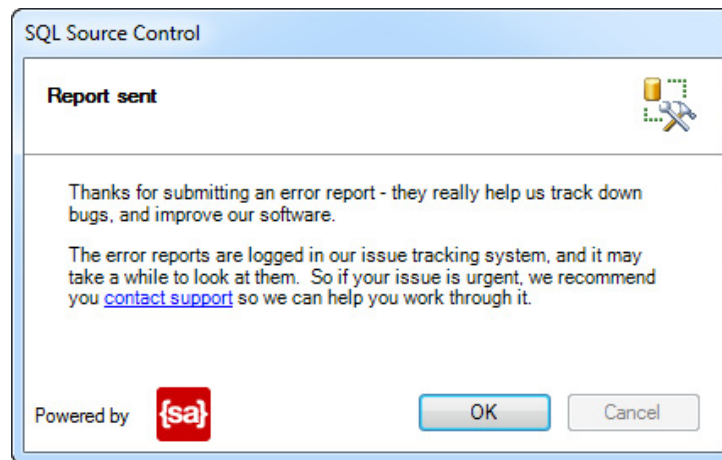 SQL Source Control
Report sent
Thanks for submitting an error report - they really help us track down
bugs, and improve our software.
The error reports are logged in our issue tracking system, and it may
take a while to look at them.  So if your issue is urgent, we recommend
you contact support so we can help you work through it.
Powered by {sa} OK Cancel